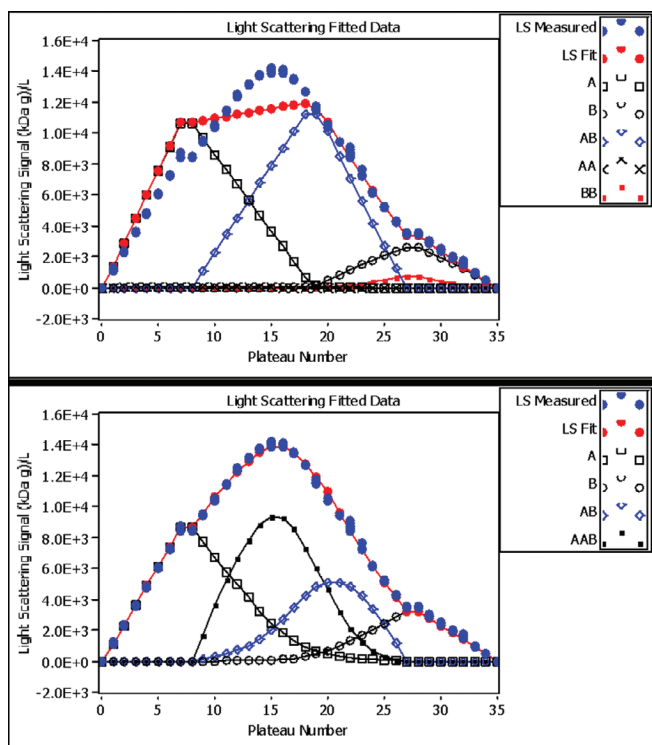 Light Scattering Fitted Data
Light Scattering Signal (kDa g)/L
1.6E+4
1.4E+4
1.2E+4
1.0E+4
8.0E+3
6.0E+3
4.0E+3
2.0E+3
0.0E+0
-2.0E+3
0 5 10 15 20 25 30 35
Plateau Number
LS Measured
LS Fit
A
B
AB
AA
BB
Light Scattering Fitted Data
Light Scattering Signal (kDa g)/L
1.6E+4
1.4E+4
1.2E+4
1.0E+4
8.0E+3
6.0E+3
4.0E+3
2.0E+3
0.0E+0
-2.0E+3
0 5 10 15 20 25 30 35
Plateau Number
LS Measured
LS Fit
A
B
AB
AAB